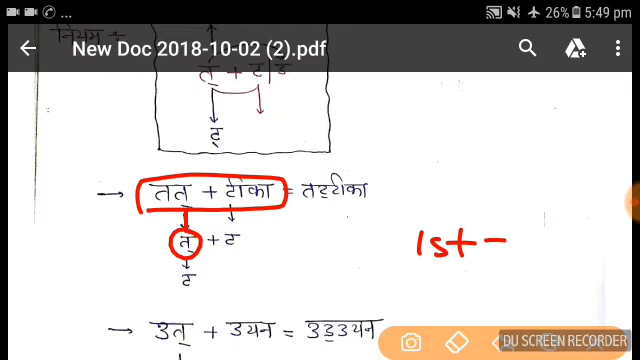 26% 5:49 pm
New Doc 2018-10-02 (2).pdf
नियम :-
त् + ट|ड
ट्
→ तत् + टीका = तट्टीका
त् + ट
ट
1st -
→ उत् + डयन = उड्डयन
DU SCREEN RECORDER